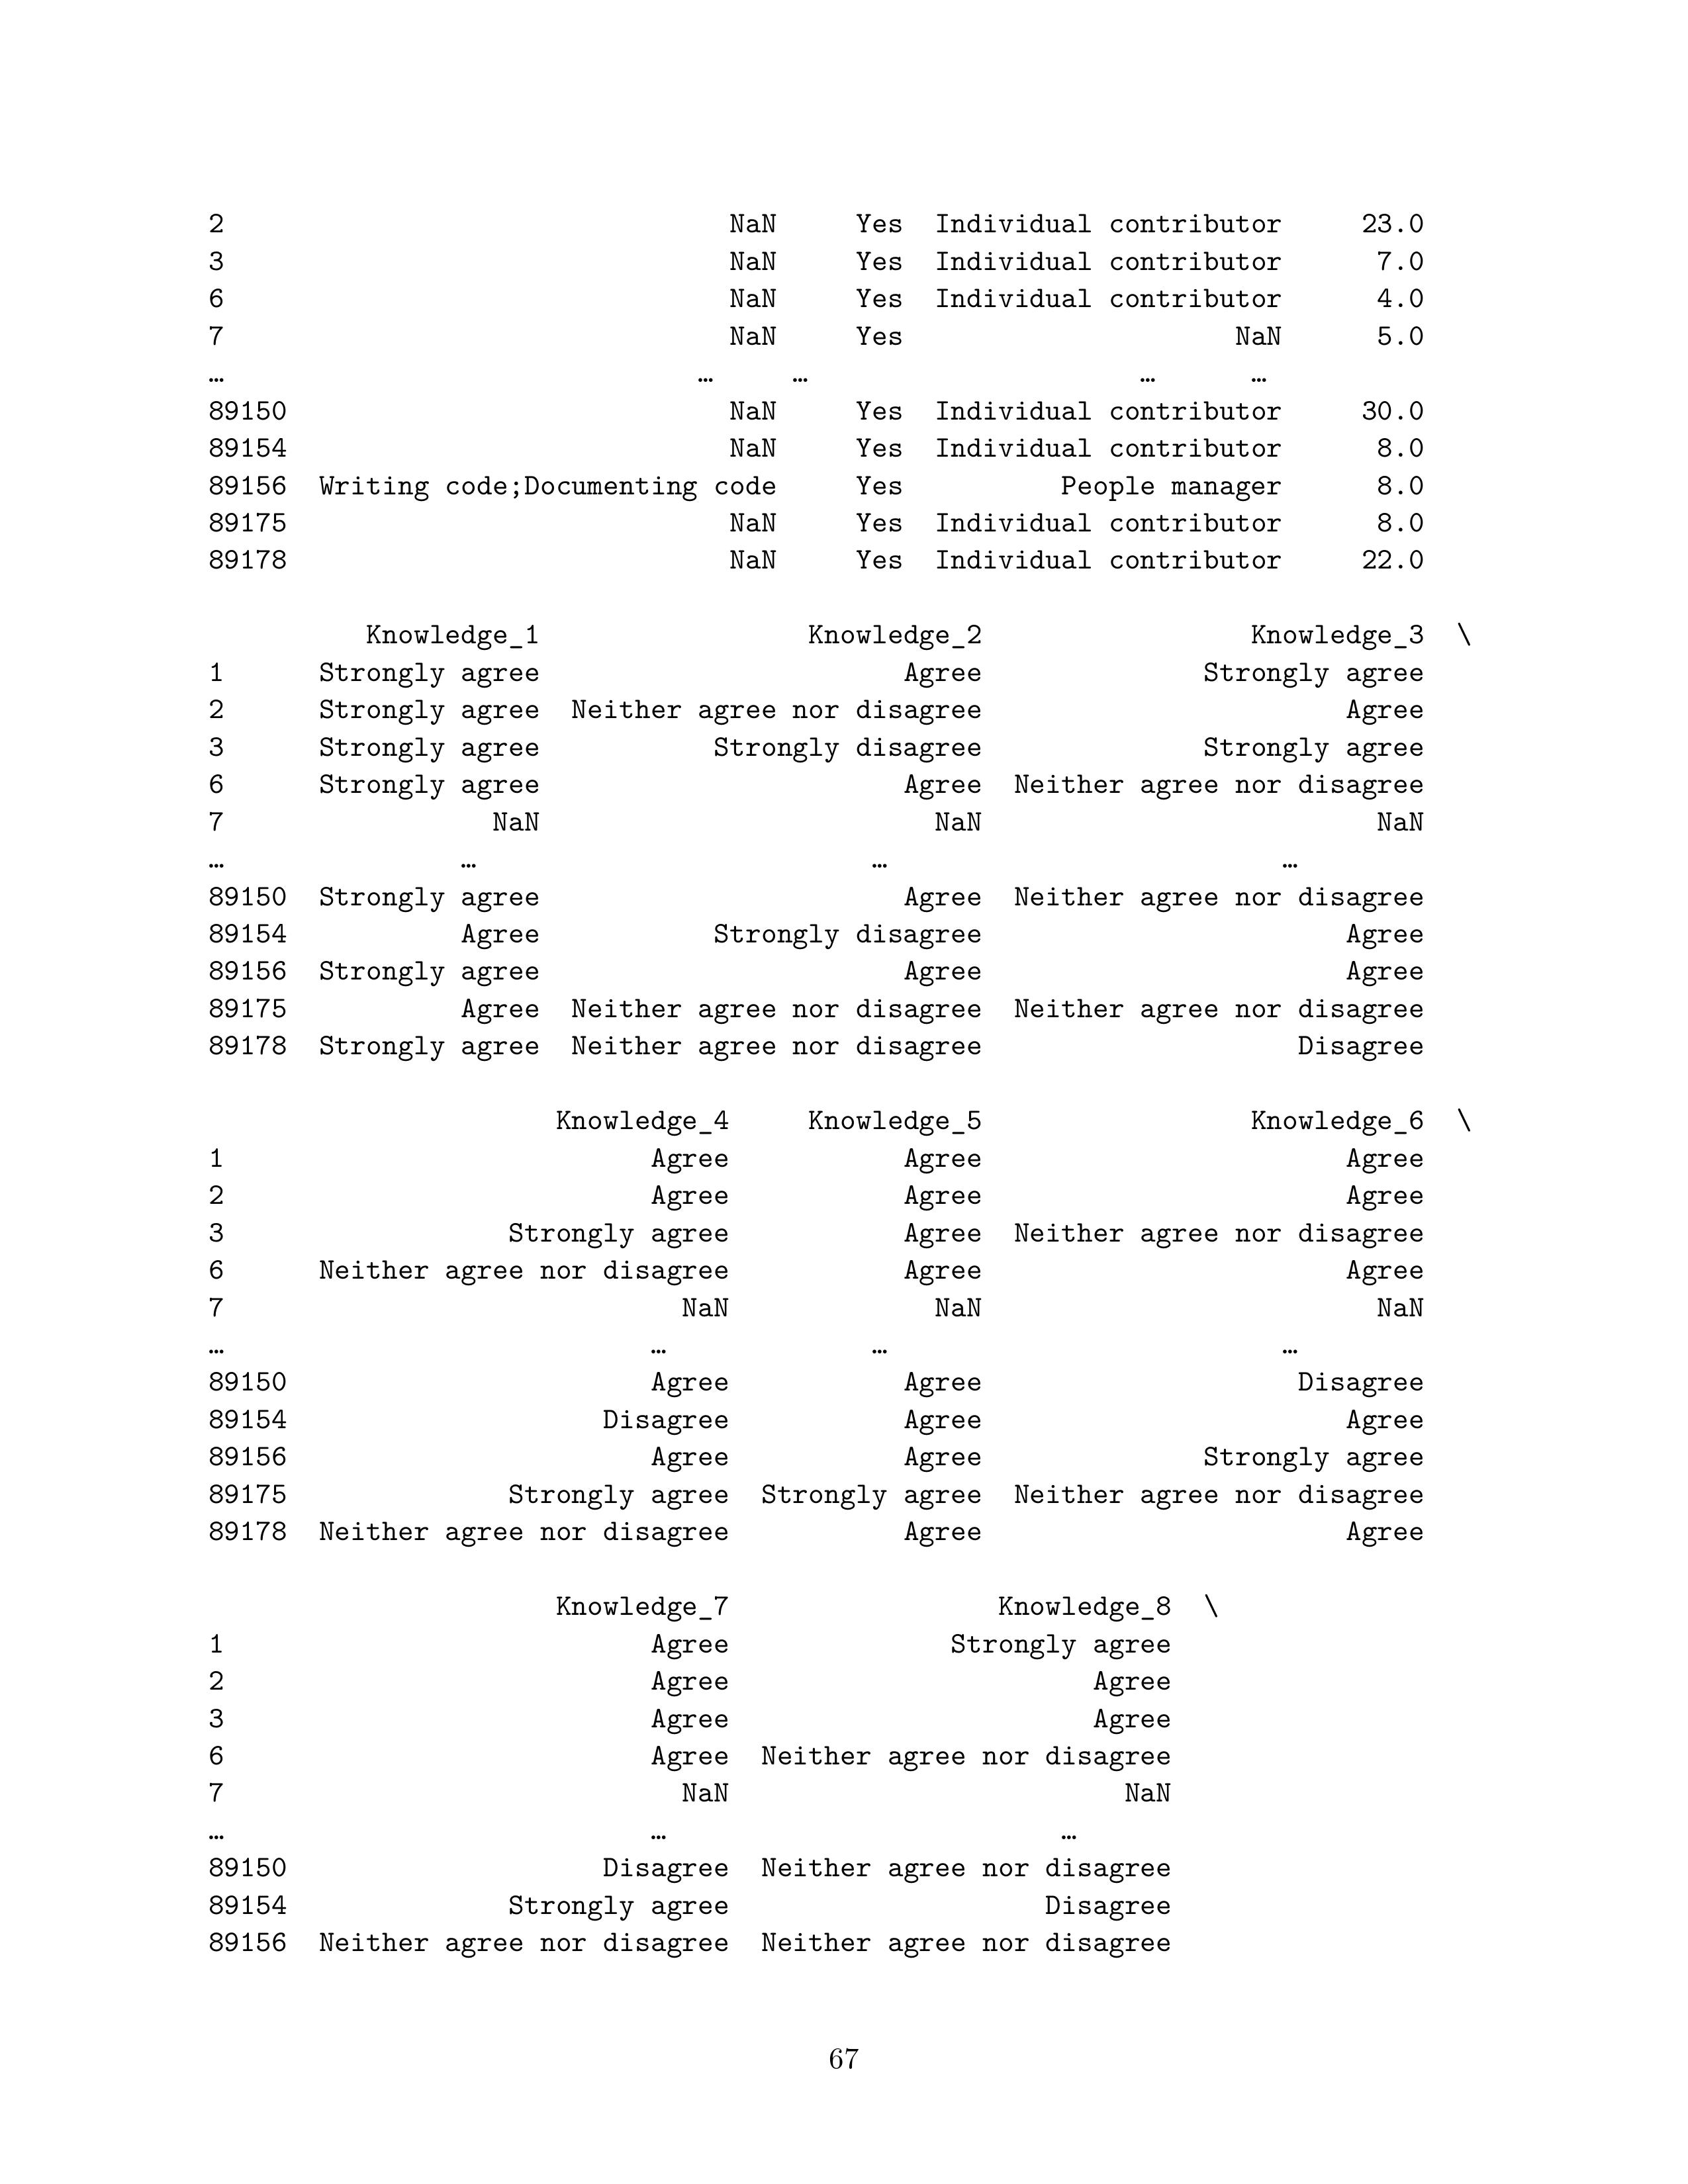 2                                NaN     Yes  Individual contributor     23.0
3                                NaN     Yes  Individual contributor      7.0
6                                NaN     Yes  Individual contributor      4.0
7                                NaN     Yes                     NaN      5.0
…                              …     …                     …      …
89150                            NaN     Yes  Individual contributor     30.0
89154                            NaN     Yes  Individual contributor      8.0
89156  Writing code;Documenting code     Yes          People manager      8.0
89175                            NaN     Yes  Individual contributor      8.0
89178                            NaN     Yes  Individual contributor     22.0
          Knowledge_1                 Knowledge_2                 Knowledge_3  \
1      Strongly agree                       Agree              Strongly agree
2      Strongly agree  Neither agree nor disagree                       Agree
3      Strongly agree           Strongly disagree              Strongly agree
6      Strongly agree                       Agree  Neither agree nor disagree
7                 NaN                         NaN                         NaN
…               …                         …                         …
89150  Strongly agree                       Agree  Neither agree nor disagree
89154           Agree           Strongly disagree                       Agree
89156  Strongly agree                       Agree                       Agree
89175           Agree  Neither agree nor disagree  Neither agree nor disagree
89178  Strongly agree  Neither agree nor disagree                    Disagree
                      Knowledge_4     Knowledge_5                 Knowledge_6  \
1                           Agree           Agree                       Agree
2                           Agree           Agree                       Agree
3                  Strongly agree           Agree  Neither agree nor disagree
6      Neither agree nor disagree           Agree                       Agree
7                             NaN             NaN                         NaN
…                           …             …                         …
89150                       Agree           Agree                    Disagree
89154                    Disagree           Agree                       Agree
89156                       Agree           Agree              Strongly agree
89175              Strongly agree  Strongly agree  Neither agree nor disagree
89178  Neither agree nor disagree           Agree                       Agree
                      Knowledge_7                 Knowledge_8  \
1                           Agree              Strongly agree
2                           Agree                       Agree
3                           Agree                       Agree
6                           Agree  Neither agree nor disagree
7                             NaN                         NaN
…                           …                         …
89150                    Disagree  Neither agree nor disagree
89154              Strongly agree                    Disagree
89156  Neither agree nor disagree  Neither agree nor disagree
67